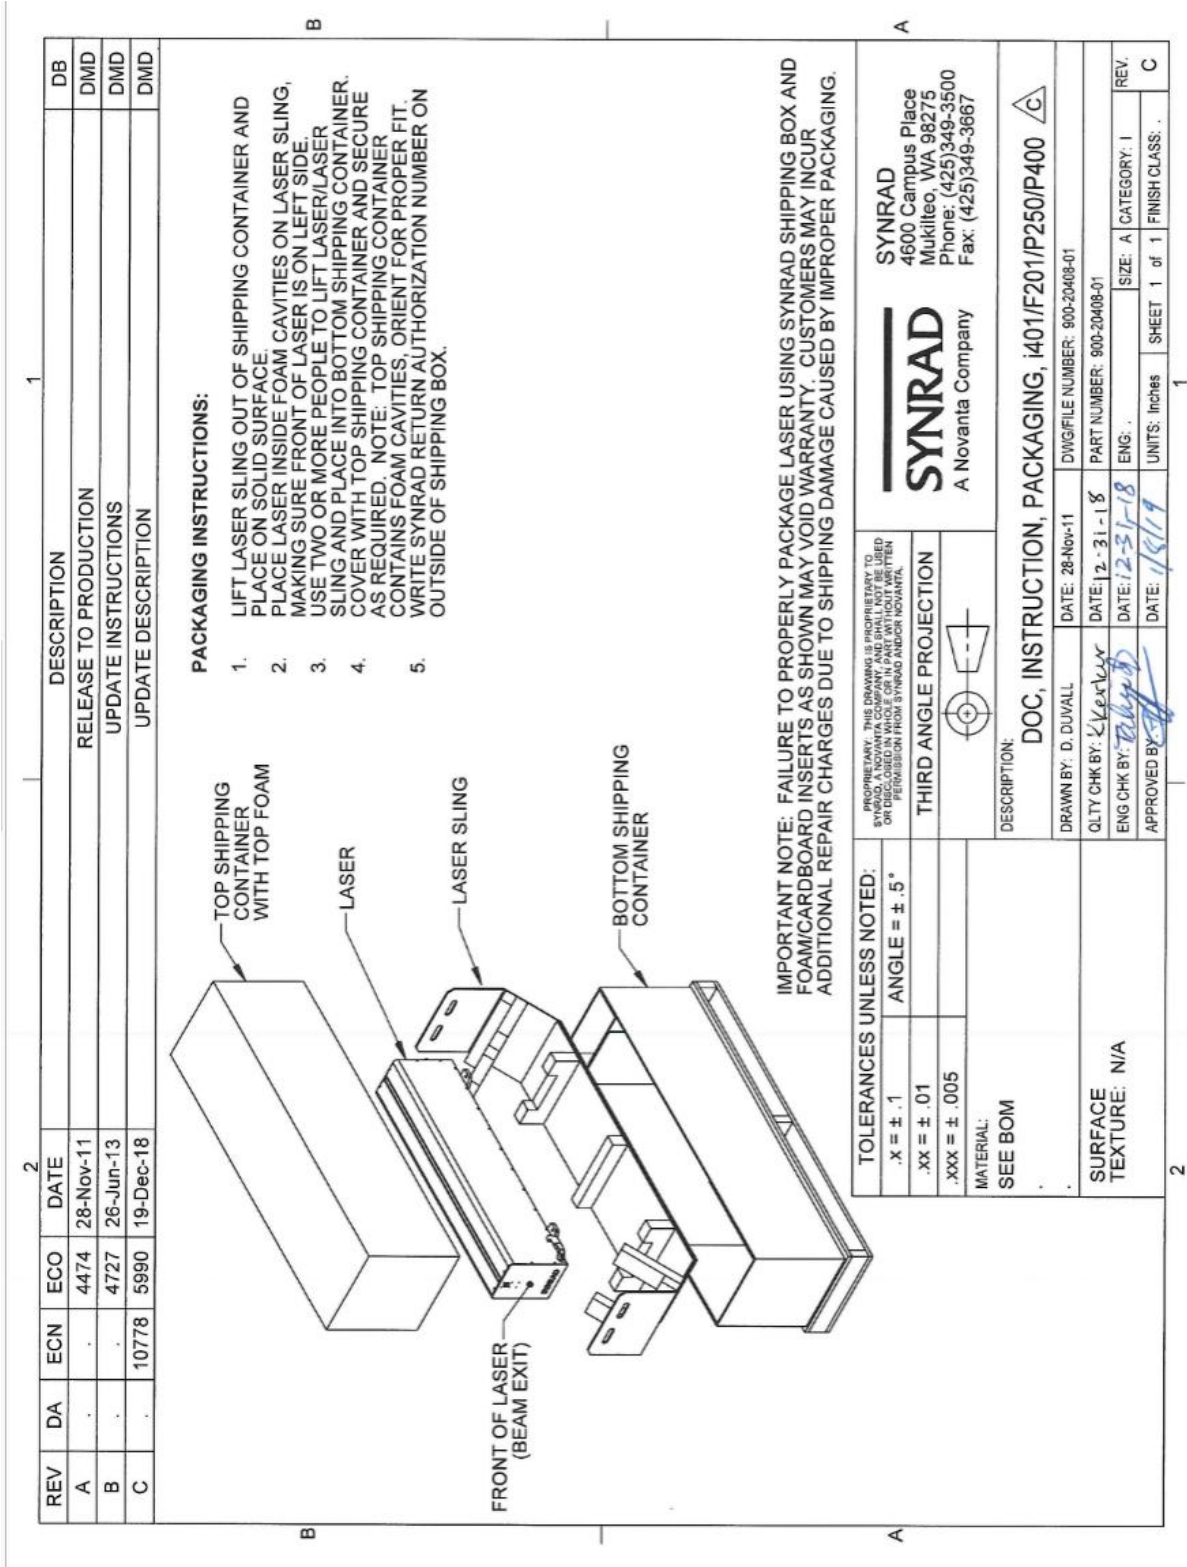 2
1
REV DA ECN ECO DATE DESCRIPTION DB
A . . 4474 28-Nov-11 RELEASE TO PRODUCTION DMD
B . . 4727 26-Jun-13 UPDATE INSTRUCTIONS DMD
C . 10778 5990 19-Dec-18 UPDATE DESCRIPTION DMD
B
B
TOP SHIPPING
CONTAINER
WITH TOP FOAM
LASER
LASER SLING
BOTTOM SHIPPING
CONTAINER
FRONT OF LASER
(BEAM EXIT)
PACKAGING INSTRUCTIONS:
1. LIFT LASER SLING OUT OF SHIPPING CONTAINER AND
PLACE ON SOLID SURFACE.
2. PLACE LASER INSIDE FOAM CAVITIES ON LASER SLING,
MAKING SURE FRONT OF LASER IS ON LEFT SIDE.
3. USE TWO OR MORE PEOPLE TO LIFT LASER/LASER
SLING AND PLACE INTO BOTTOM SHIPPING CONTAINER.
4. COVER WITH TOP SHIPPING CONTAINER AND SECURE
AS REQUIRED. NOTE: TOP SHIPPING CONTAINER
CONTAINS FOAM CAVITIES, ORIENT FOR PROPER FIT.
5. WRITE SYNRAD RETURN AUTHORIZATION NUMBER ON
OUTSIDE OF SHIPPING BOX.
IMPORTANT NOTE: FAILURE TO PROPERLY PACKAGE LASER USING SYNRAD SHIPPING BOX AND
FOAM/CARDBOARD INSERTS AS SHOWN MAY VOID WARRANTY. CUSTOMERS MAY INCUR
ADDITIONAL REPAIR CHARGES DUE TO SHIPPING DAMAGE CAUSED BY IMPROPER PACKAGING.
A
A
TOLERANCES UNLESS NOTED:
.X = ± .1 ANGLE = ± .5°
.XX = ± .01
.XXX = ± .005
MATERIAL:
SEE BOM
.
.
SURFACE
TEXTURE: N/A
PROPRIETARY: THIS DRAWING IS PROPRIETARY TO
SYNRAD, A NOVANTA COMPANY, AND SHALL NOT BE USED
OR DISCLOSED IN WHOLE OR IN PART WITHOUT WRITTEN
PERMISSION FROM SYNRAD AND/OR NOVANTA.
THIRD ANGLE PROJECTION
SYNRAD
A Novanta Company
SYNRAD
4600 Campus Place
Mukilteo, WA 98275
Phone: (425)349-3500
Fax: (425)349-3667
DESCRIPTION:
DOC, INSTRUCTION, PACKAGING, i401/F201/P250/P400 C
DRAWN BY: D. DUVALL DATE: 28-Nov-11 DWG/FILE NUMBER: 900-20408-01
QLTY CHK BY: DATE: 12-31-18 PART NUMBER: 900-20408-01
ENG CHK BY: DATE: 12-31-18 ENG: . SIZE: A CATEGORY: I REV.
APPROVED BY: DATE: 1/8/19 UNITS: Inches SHEET 1 of 1 FINISH CLASS: . C
2
1